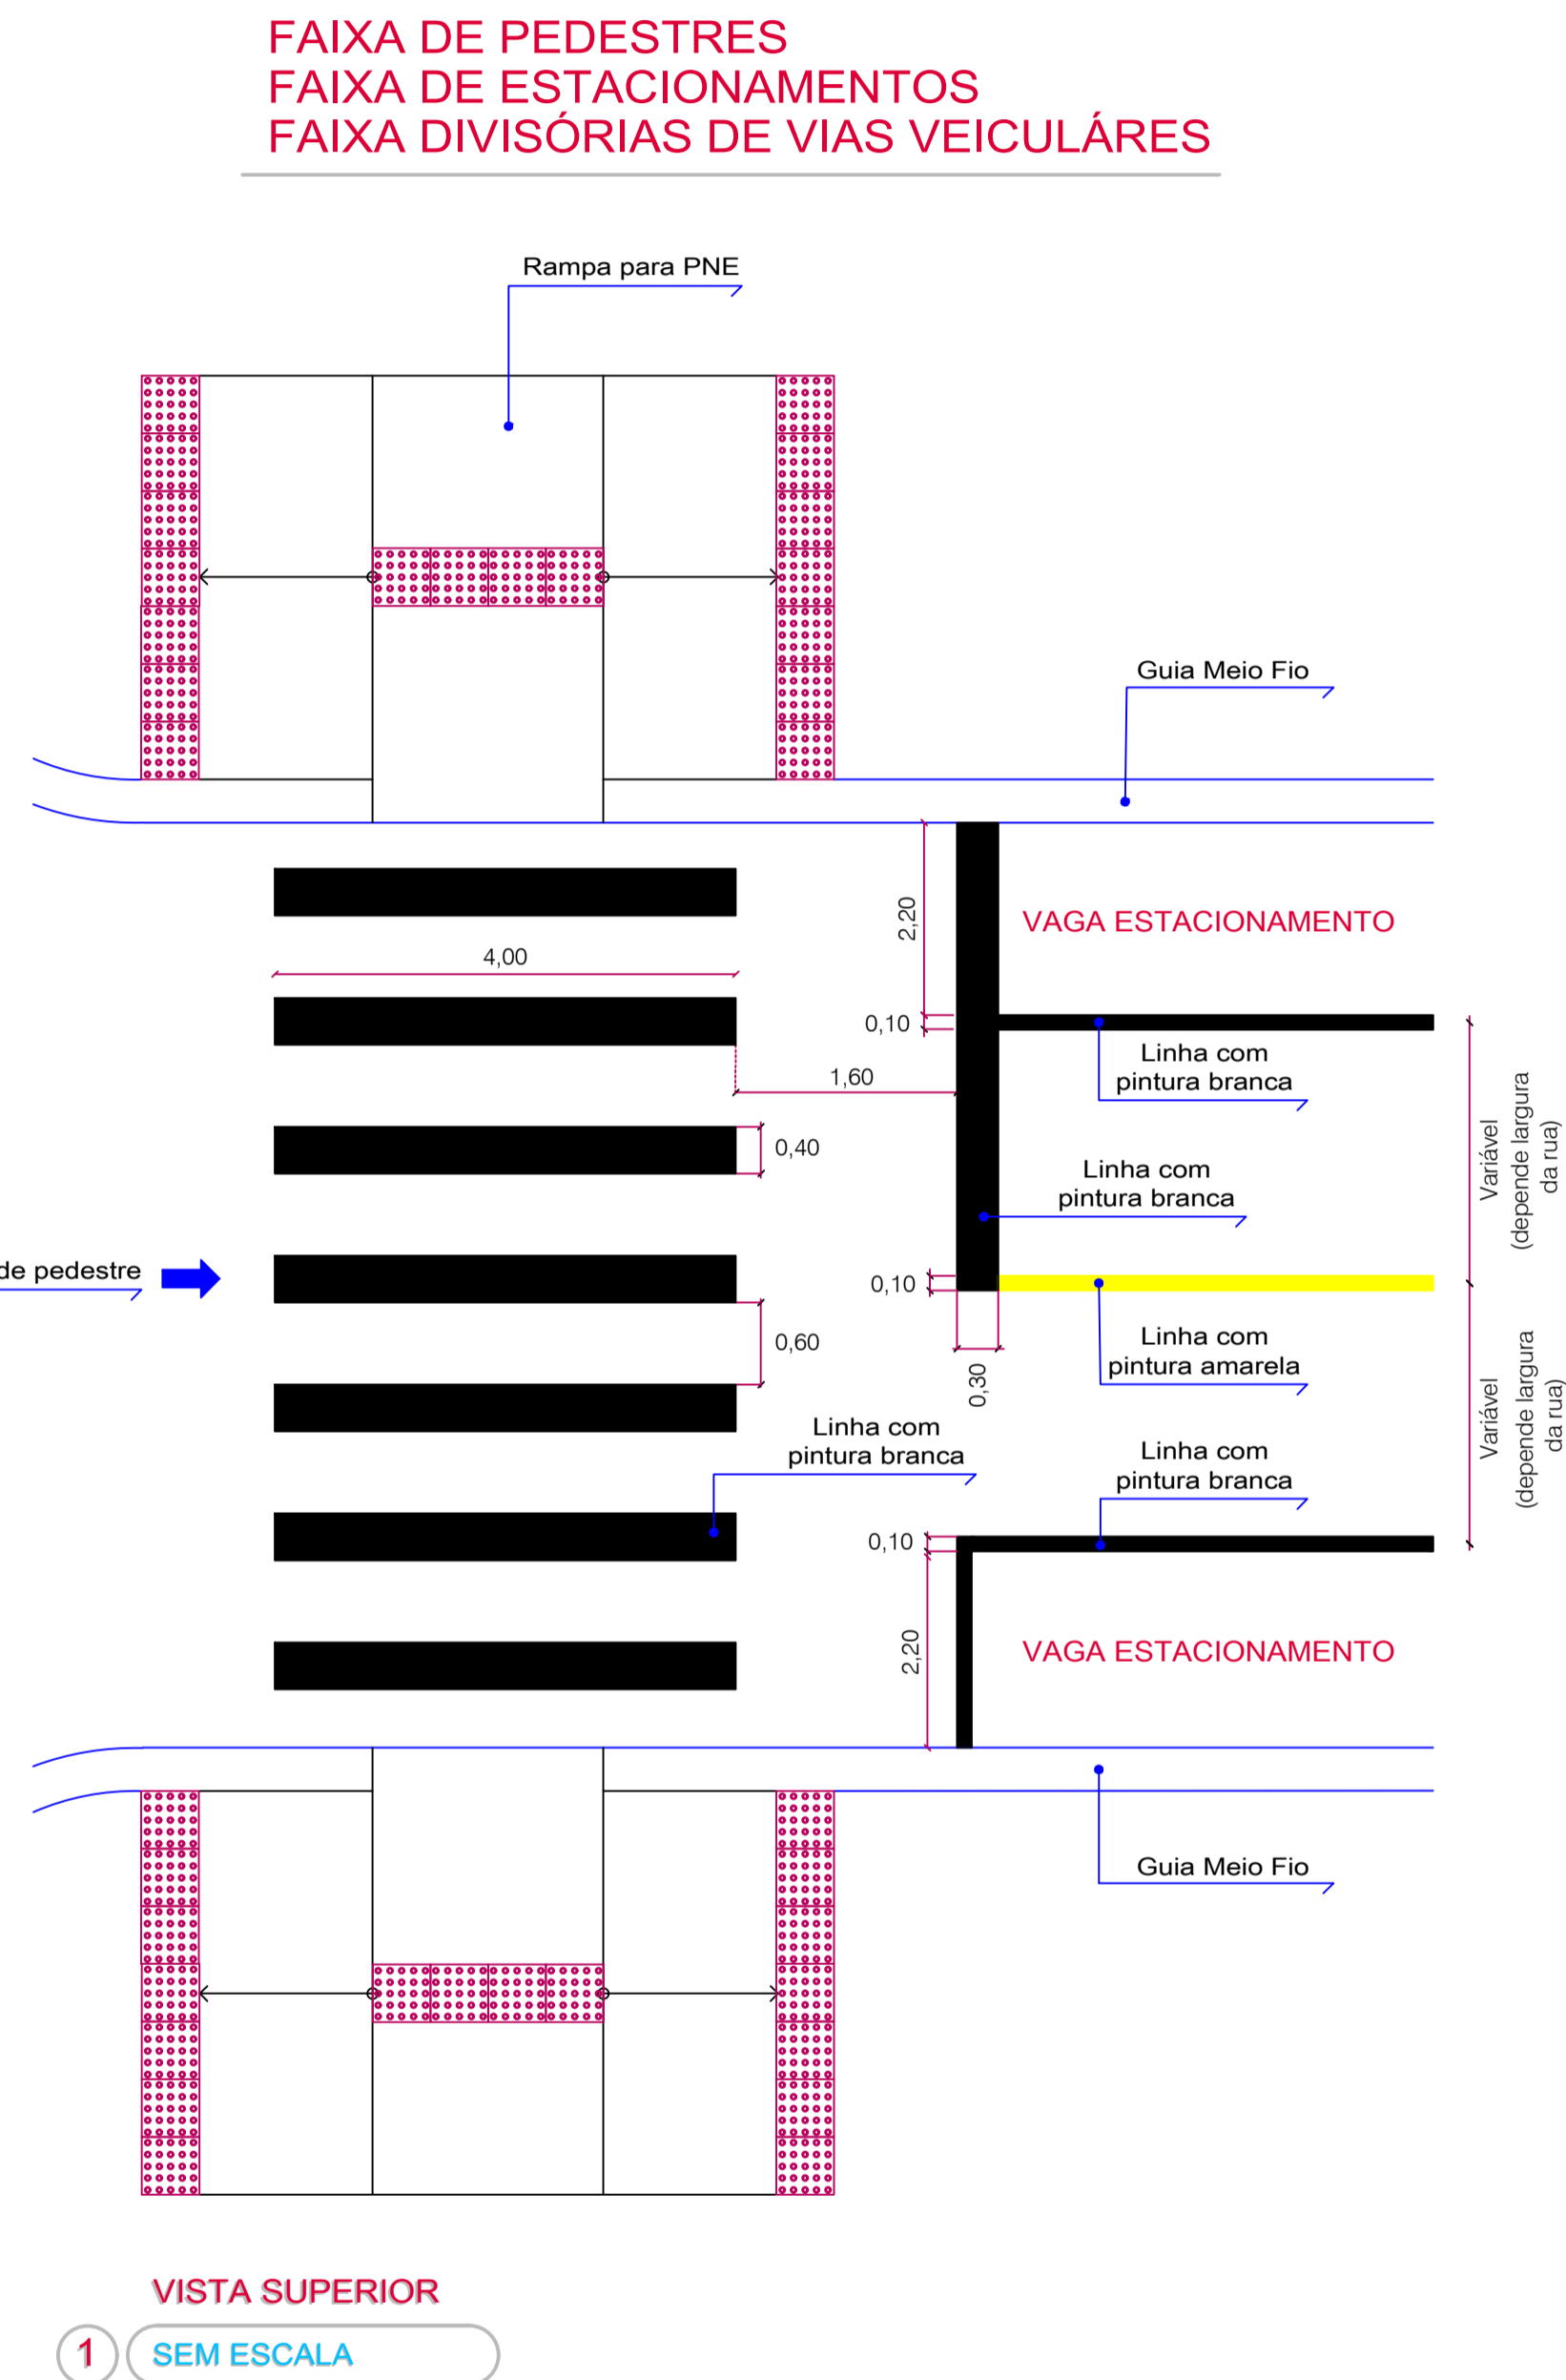 FAIXA DE PEDESTRES
FAIXA DE ESTACIONAMENTOS
FAIXA DIVISÓRIAS DE VIAS VEICULÁRES
Rampa para PNE
Guia Meio Fio
2,20
VAGA ESTACIONAMENTO
4,00
0,10
Linha com
pintura branca
1,60
Variável
(depende largura
da rua)
0,40
Linha com
pintura branca
de pedestre
0,10
0,60
Linha com
pintura amarela
0,30
Variável
(depende largura
da rua)
Linha com
pintura branca
Linha com
pintura branca
0,10
2,20
VAGA ESTACIONAMENTO
Guia Meio Fio
VISTA SUPERIOR
1
SEM ESCALA